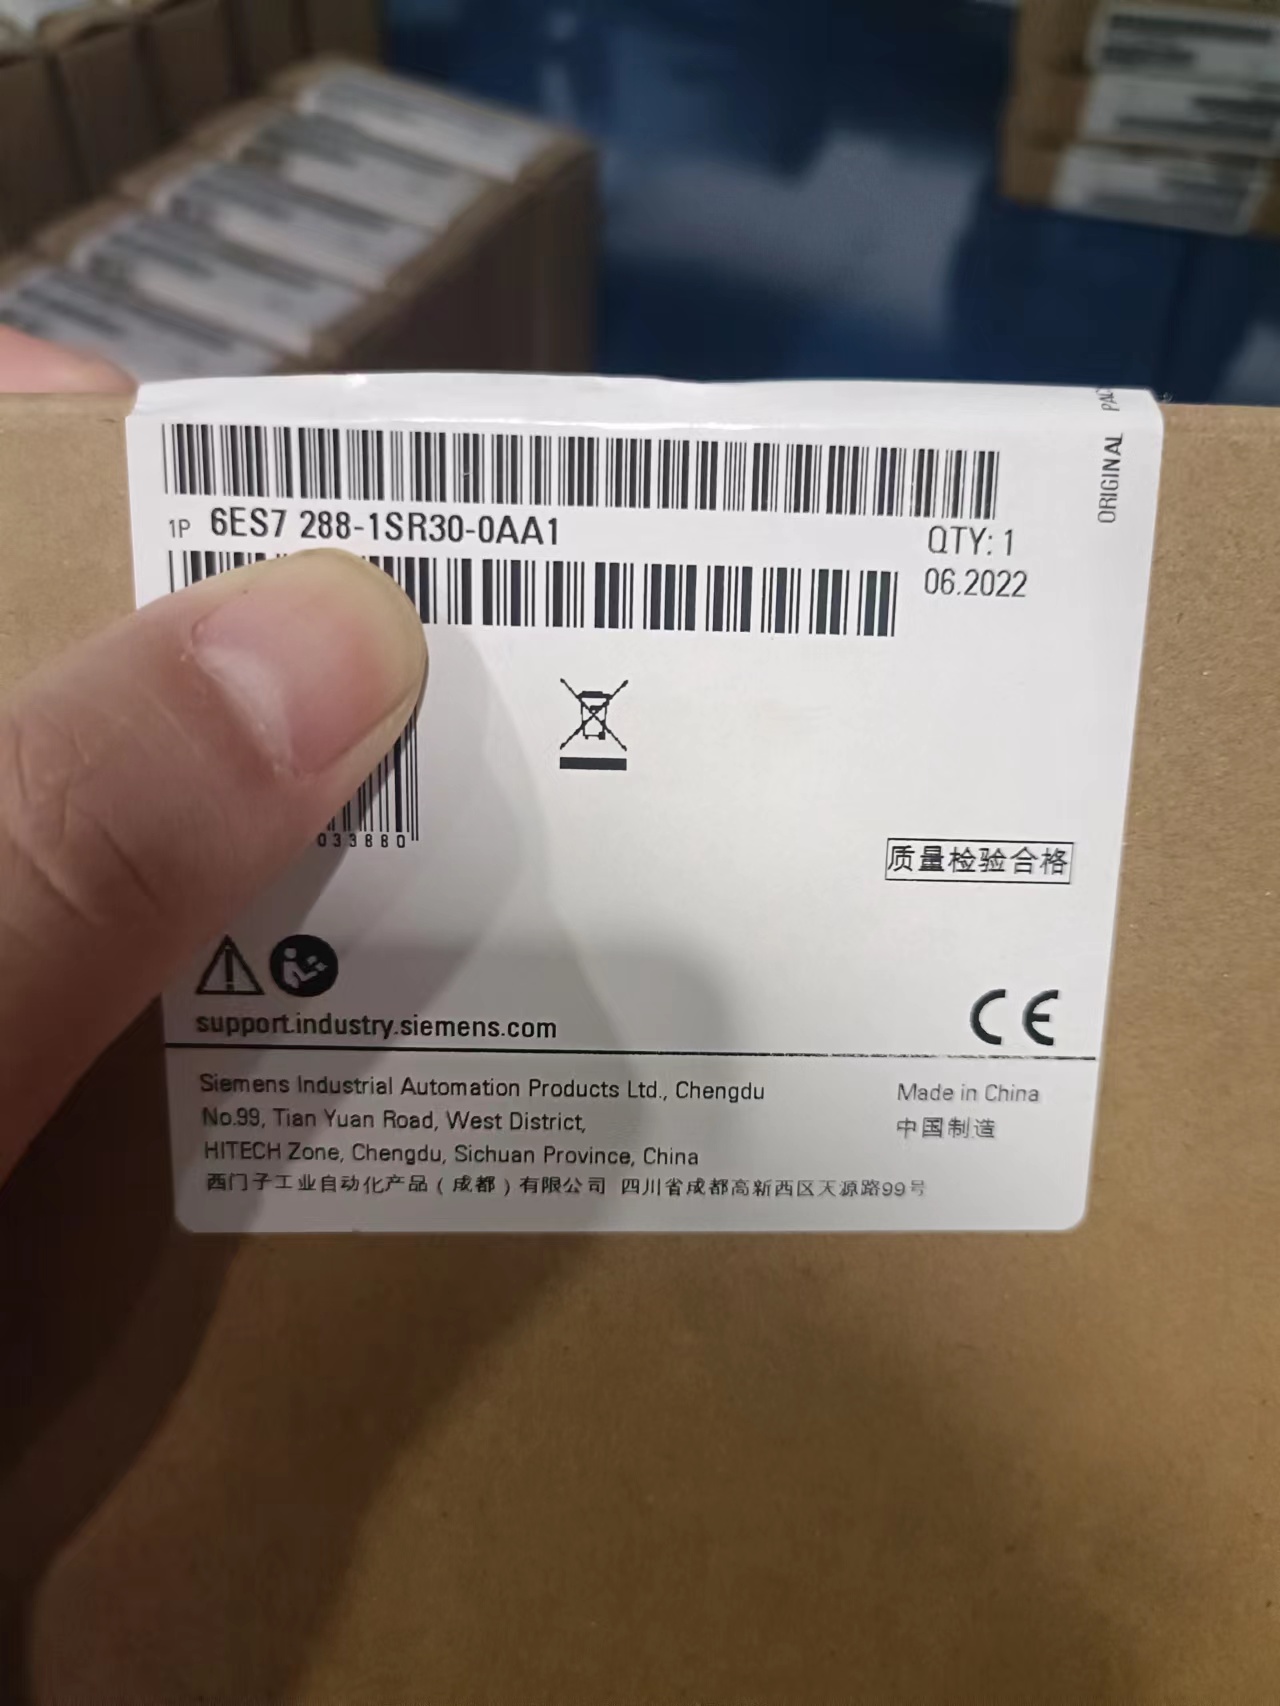 ORIGINAL
1P 6ES7 288-1SR30-0AA1
QTY: 1
06.2022
033880
质量检验合格
support.industry.siemens.com
CE
Siemens Industrial Automation Products Ltd., Chengdu
No.99, Tian Yuan Road, West District,
HITECH Zone, Chengdu, Sichuan Province, China
西门子工业自动化产品（成都）有限公司 四川省成都高新西区天源路99号
Made in China
中国制造